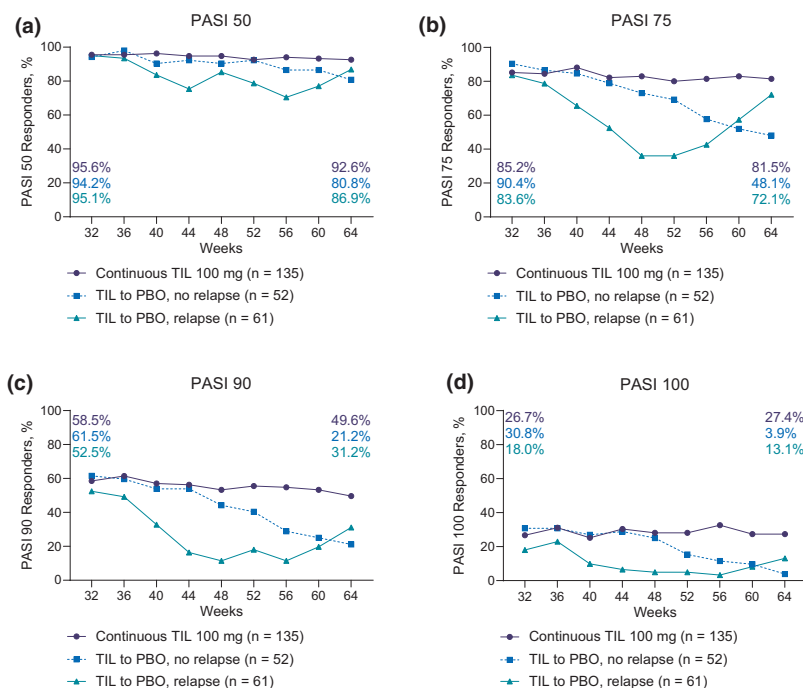 (a)
PASI 50
PASI 50 Responders, %
100
80
60
40
20
0
95.6%
94.2%
95.1%
92.6%
80.8%
86.9%
32 36 40 44 48 52 56 60 64
Weeks
Continuous TIL 100 mg (n = 135)
TIL to PBO, no relapse (n = 52)
TIL to PBO, relapse (n = 61)
(b)
PASI 75
PASI 75 Responders, %
100
80
60
40
20
0
85.2%
90.4%
83.6%
81.5%
48.1%
72.1%
32 36 40 44 48 52 56 60 64
Weeks
Continuous TIL 100 mg (n = 135)
TIL to PBO, no relapse (n = 52)
TIL to PBO, relapse (n = 61)
(c)
PASI 90
PASI 90 Responders, %
100
80
60
40
20
0
58.5%
61.5%
52.5%
49.6%
21.2%
31.2%
32 36 40 44 48 52 56 60 64
Weeks
Continuous TIL 100 mg (n = 135)
TIL to PBO, no relapse (n = 52)
TIL to PBO, relapse (n = 61)
(d)
PASI 100
PASI 100 Responders, %
100
80
60
40
20
0
26.7%
30.8%
18.0%
27.4%
3.9%
13.1%
32 36 40 44 48 52 56 60 64
Weeks
Continuous TIL 100 mg (n = 135)
TIL to PBO, no relapse (n = 52)
TIL to PBO, relapse (n = 61)